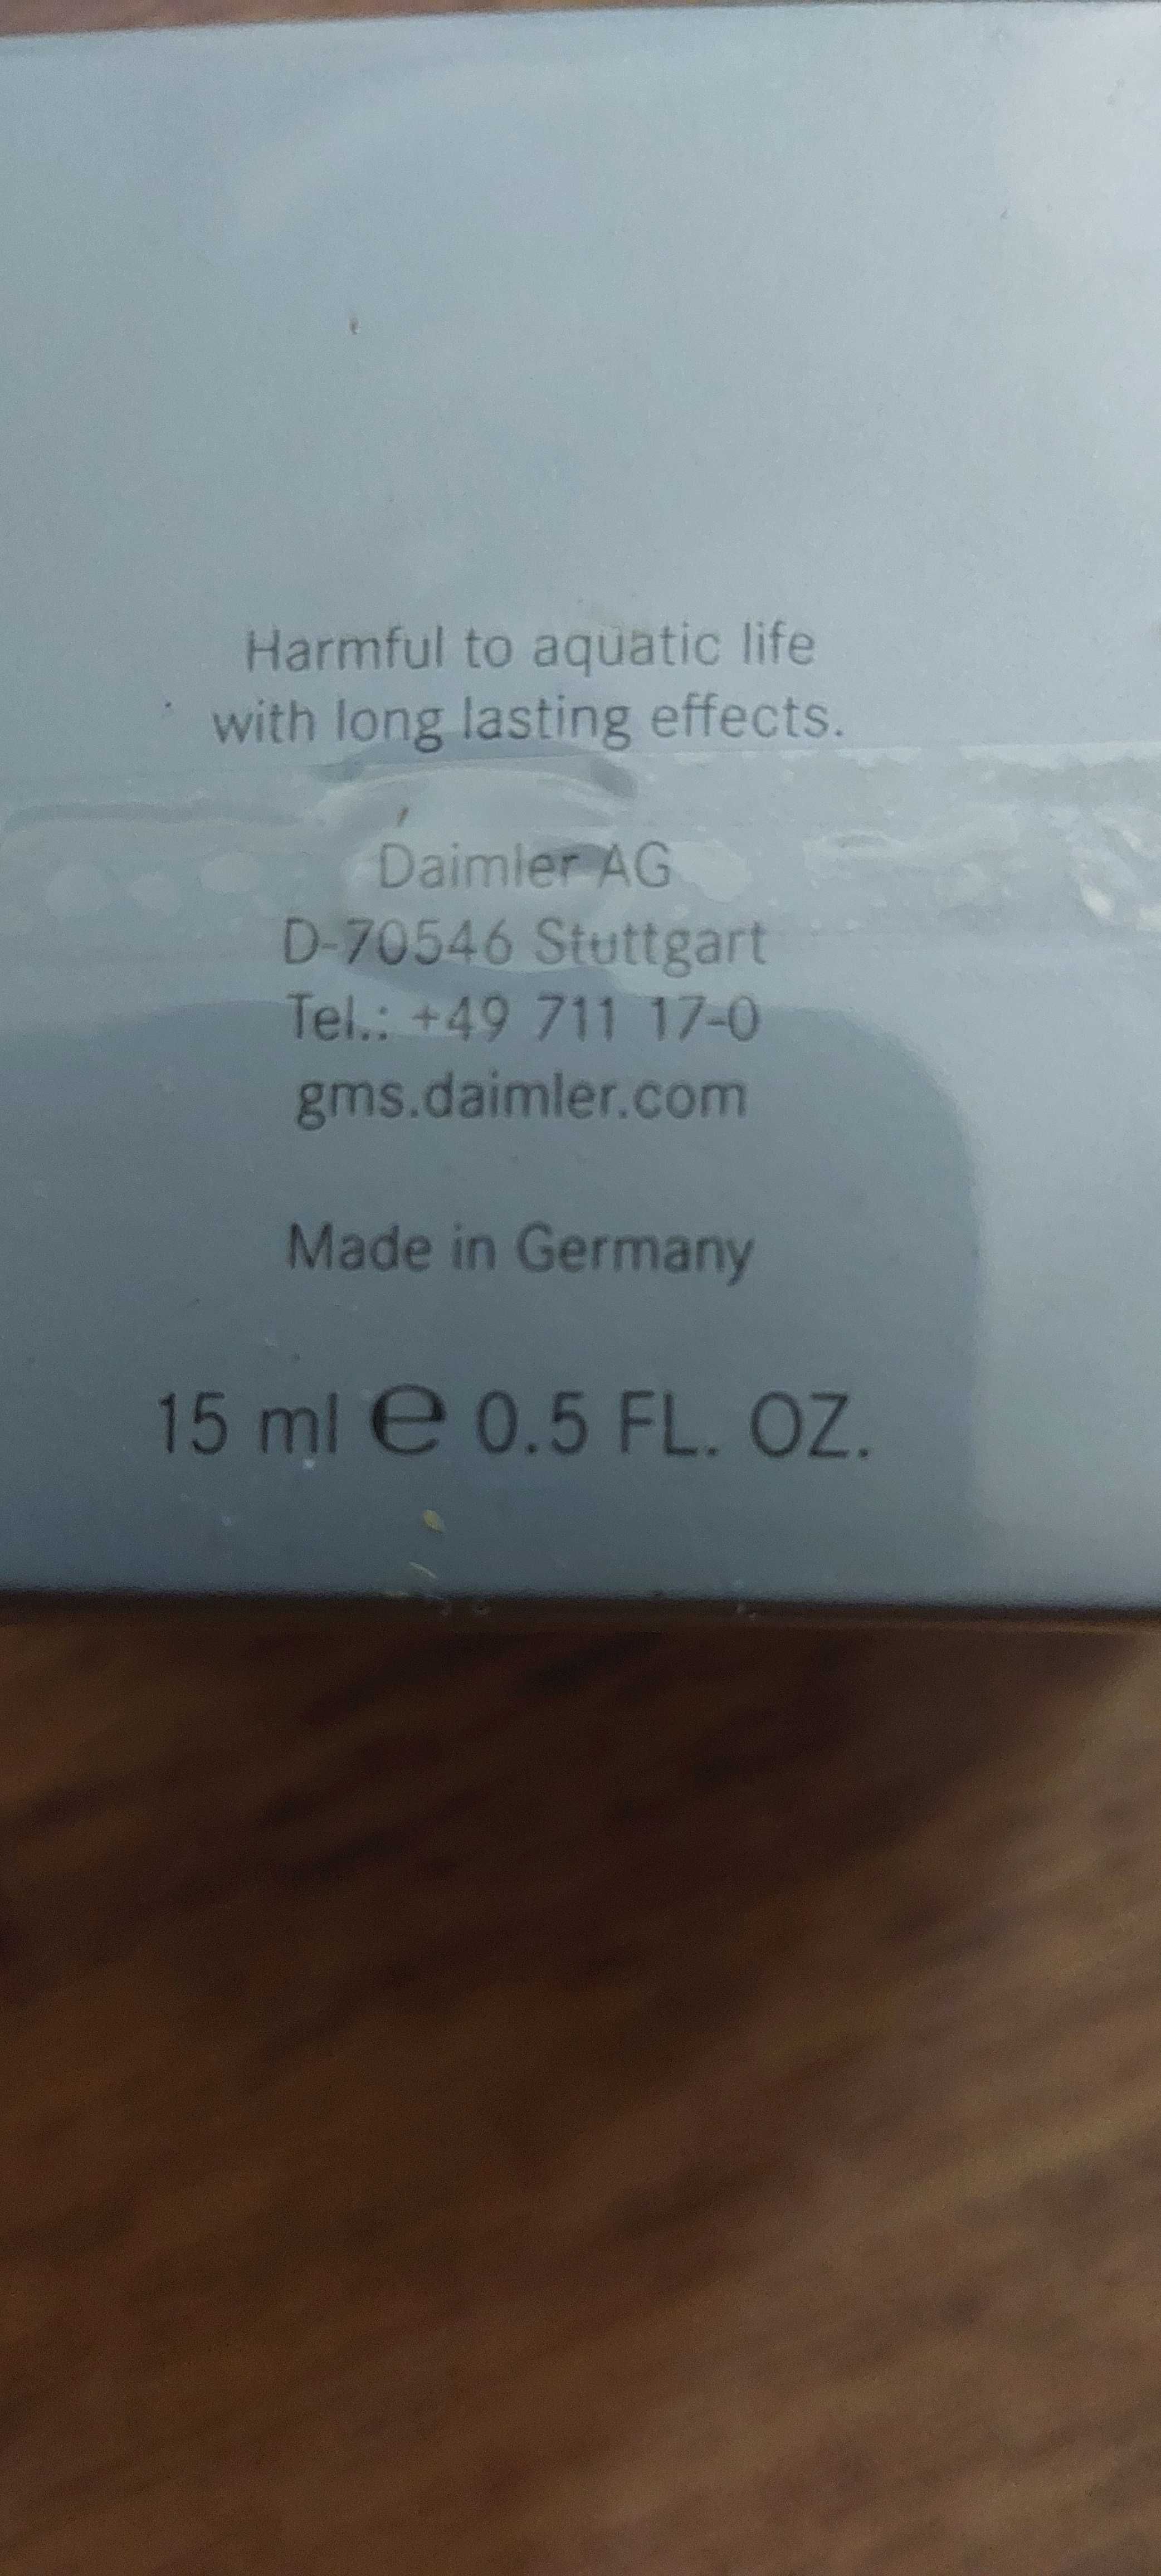 Harmful to aquatic life
with long lasting effects.
Daimler AG
D-70546 Stuttgart
Tel.: +49 711 17-0
gms.daimler.com
Made in Germany
15 ml e 0.5 FL. OZ.